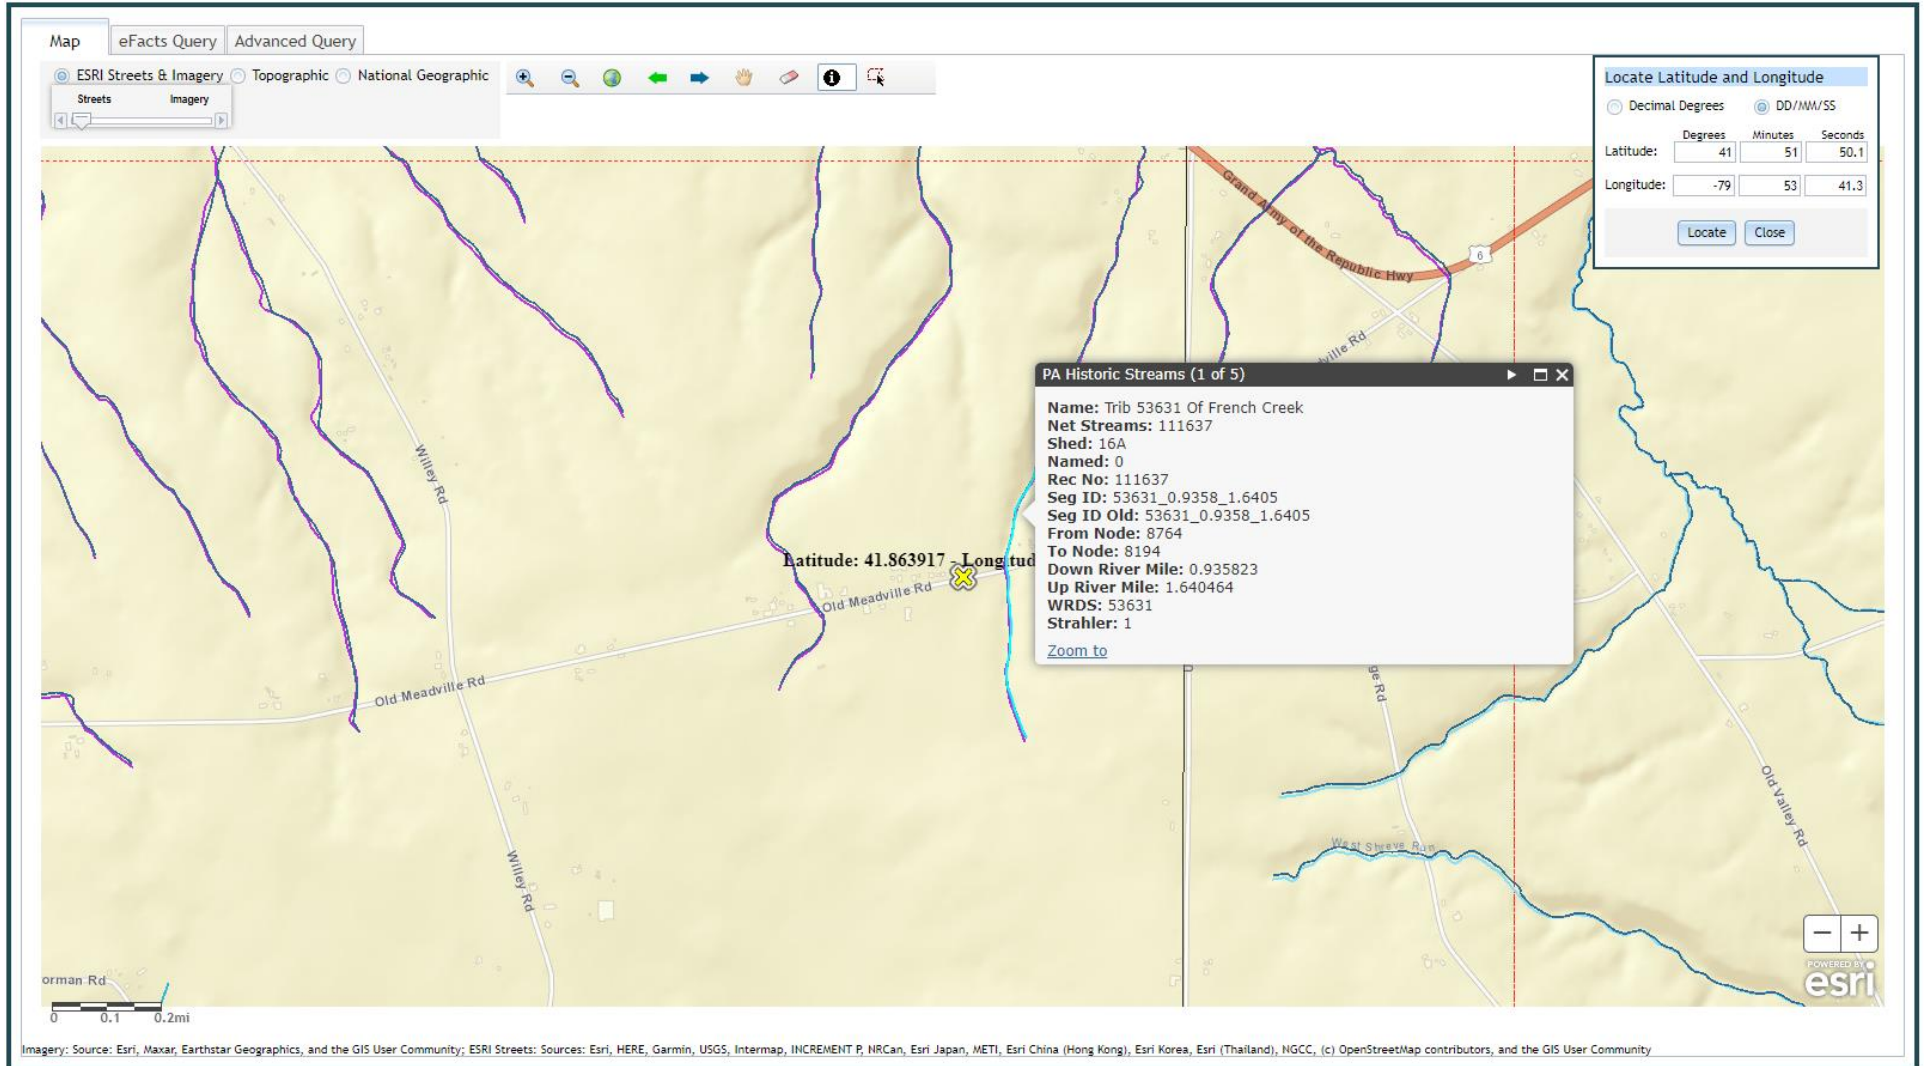 Map eFacts Query Advanced Query
ESRI Streets & Imagery Topographic National Geographic
Streets Imagery
Locate Latitude and Longitude
Decimal Degrees DD/MM/SS
Degrees Minutes Seconds
Latitude: 41 51 50.1
Longitude: -79 53 41.3
Locate Close
Grand Army of the Republic Hwy
6
ville Rd
PA Historic Streams (1 of 5)
Name: Trib 53631 Of French Creek
Net Streams: 111637
Shed: 16A
Named: 0
Rec No: 111637
Seg ID: 53631_0.9358_1.6405
Seg ID Old: 53631_0.9358_1.6405
From Node: 8764
To Node: 8194
Down River Mile: 0.935823
Up River Mile: 1.640464
WRDS: 53631
Strahler: 1
Zoom to
Willey Rd
Latitude: 41.863917 - Longitud
Old Meadville Rd
Old Meadville Rd
ge Rd
Old Valley Rd
West Shreve Run
Willey Rd
orman Rd
0 0.1 0.2mi
POWERED BY
esri
Imagery: Source: Esri, Maxar, Earthstar Geographics, and the GIS User Community; ESRI Streets: Sources: Esri, HERE, Garmin, USGS, Intermap, INCREMENT P, NRCan, Esri Japan, METI, Esri China (Hong Kong), Esri Korea, Esri (Thailand), NGCC, (c) OpenStreetMap contributors, and the GIS User Community